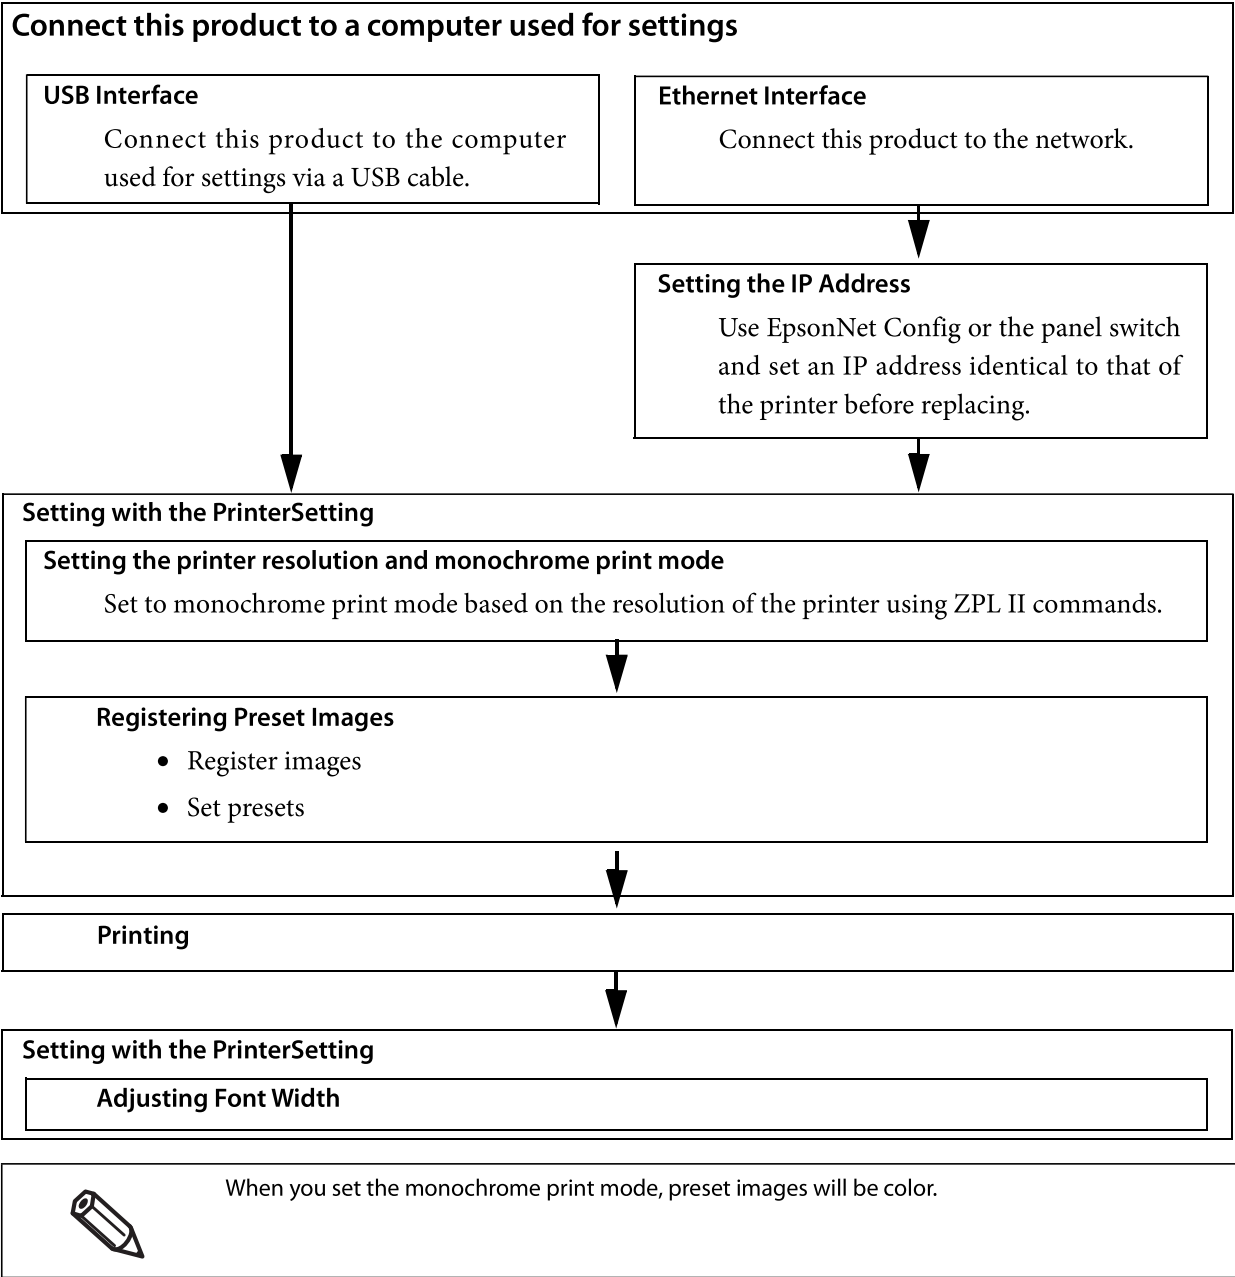 Connect this product to a computer used for settings
USB Interface
Connect this product to the computer
used for settings via a USB cable.
Ethernet Interface
Connect this product to the network.
Setting the IP Address
Use EpsonNet Config or the panel switch
and set an IP address identical to that of
the printer before replacing.
Setting with the PrinterSetting
Setting the printer resolution and monochrome print mode
Set to monochrome print mode based on the resolution of the printer using ZPL II commands.
Registering Preset Images
• Register images
• Set presets
Printing
Setting with the PrinterSetting
Adjusting Font Width
When you set the monochrome print mode, preset images will be color.